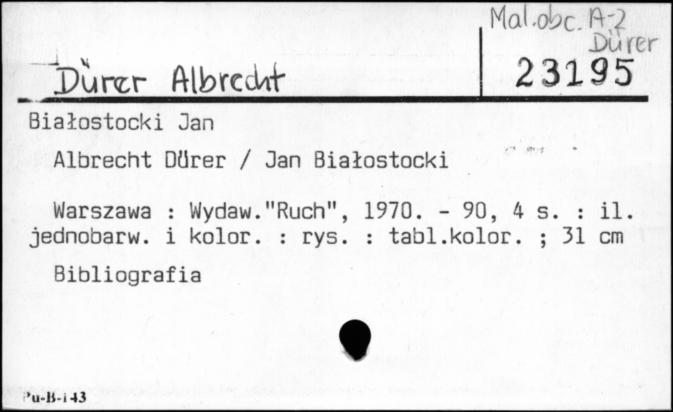 Mal.obc. A-2
Dürer
Dürer Albrecht
23195
Białostocki Jan
Albrecht Dürer / Jan Białostocki
Warszawa : Wydaw."Ruch", 1970. - 90, 4 s. : il.
jednobarw. i kolor. : rys. : tabl.kolor. ; 31 cm
Bibliografia
Pu-B-143